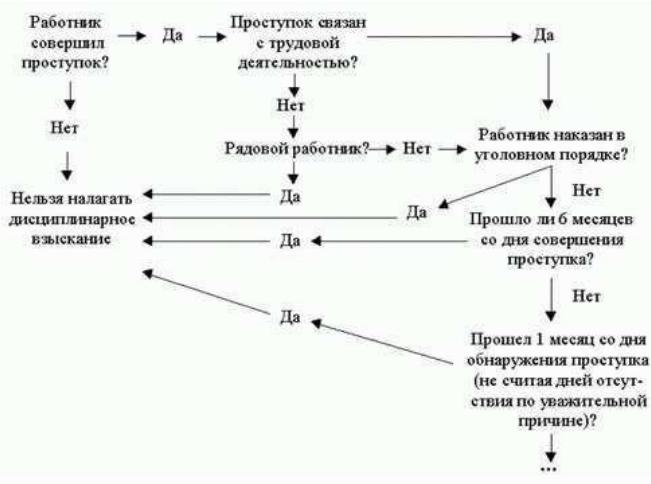 Работник
совершил
проступок?
Да
Проступок связан
с трудовой
деятельностью?
Да
Нет
Нет
Рядовой работник?
Нет
Работник наказан в
уголовном порядке?
Да
Нельзя налагать
дисциплинарное
взыскание
Да
Нет
Прошло ли 6 месяцев
со дня совершения
проступка?
Да
Нет
Да
Прошел 1 месяц со дня
обнаружения проступка
(не считая дней отсут-
ствия по уважительной
причине)?
...